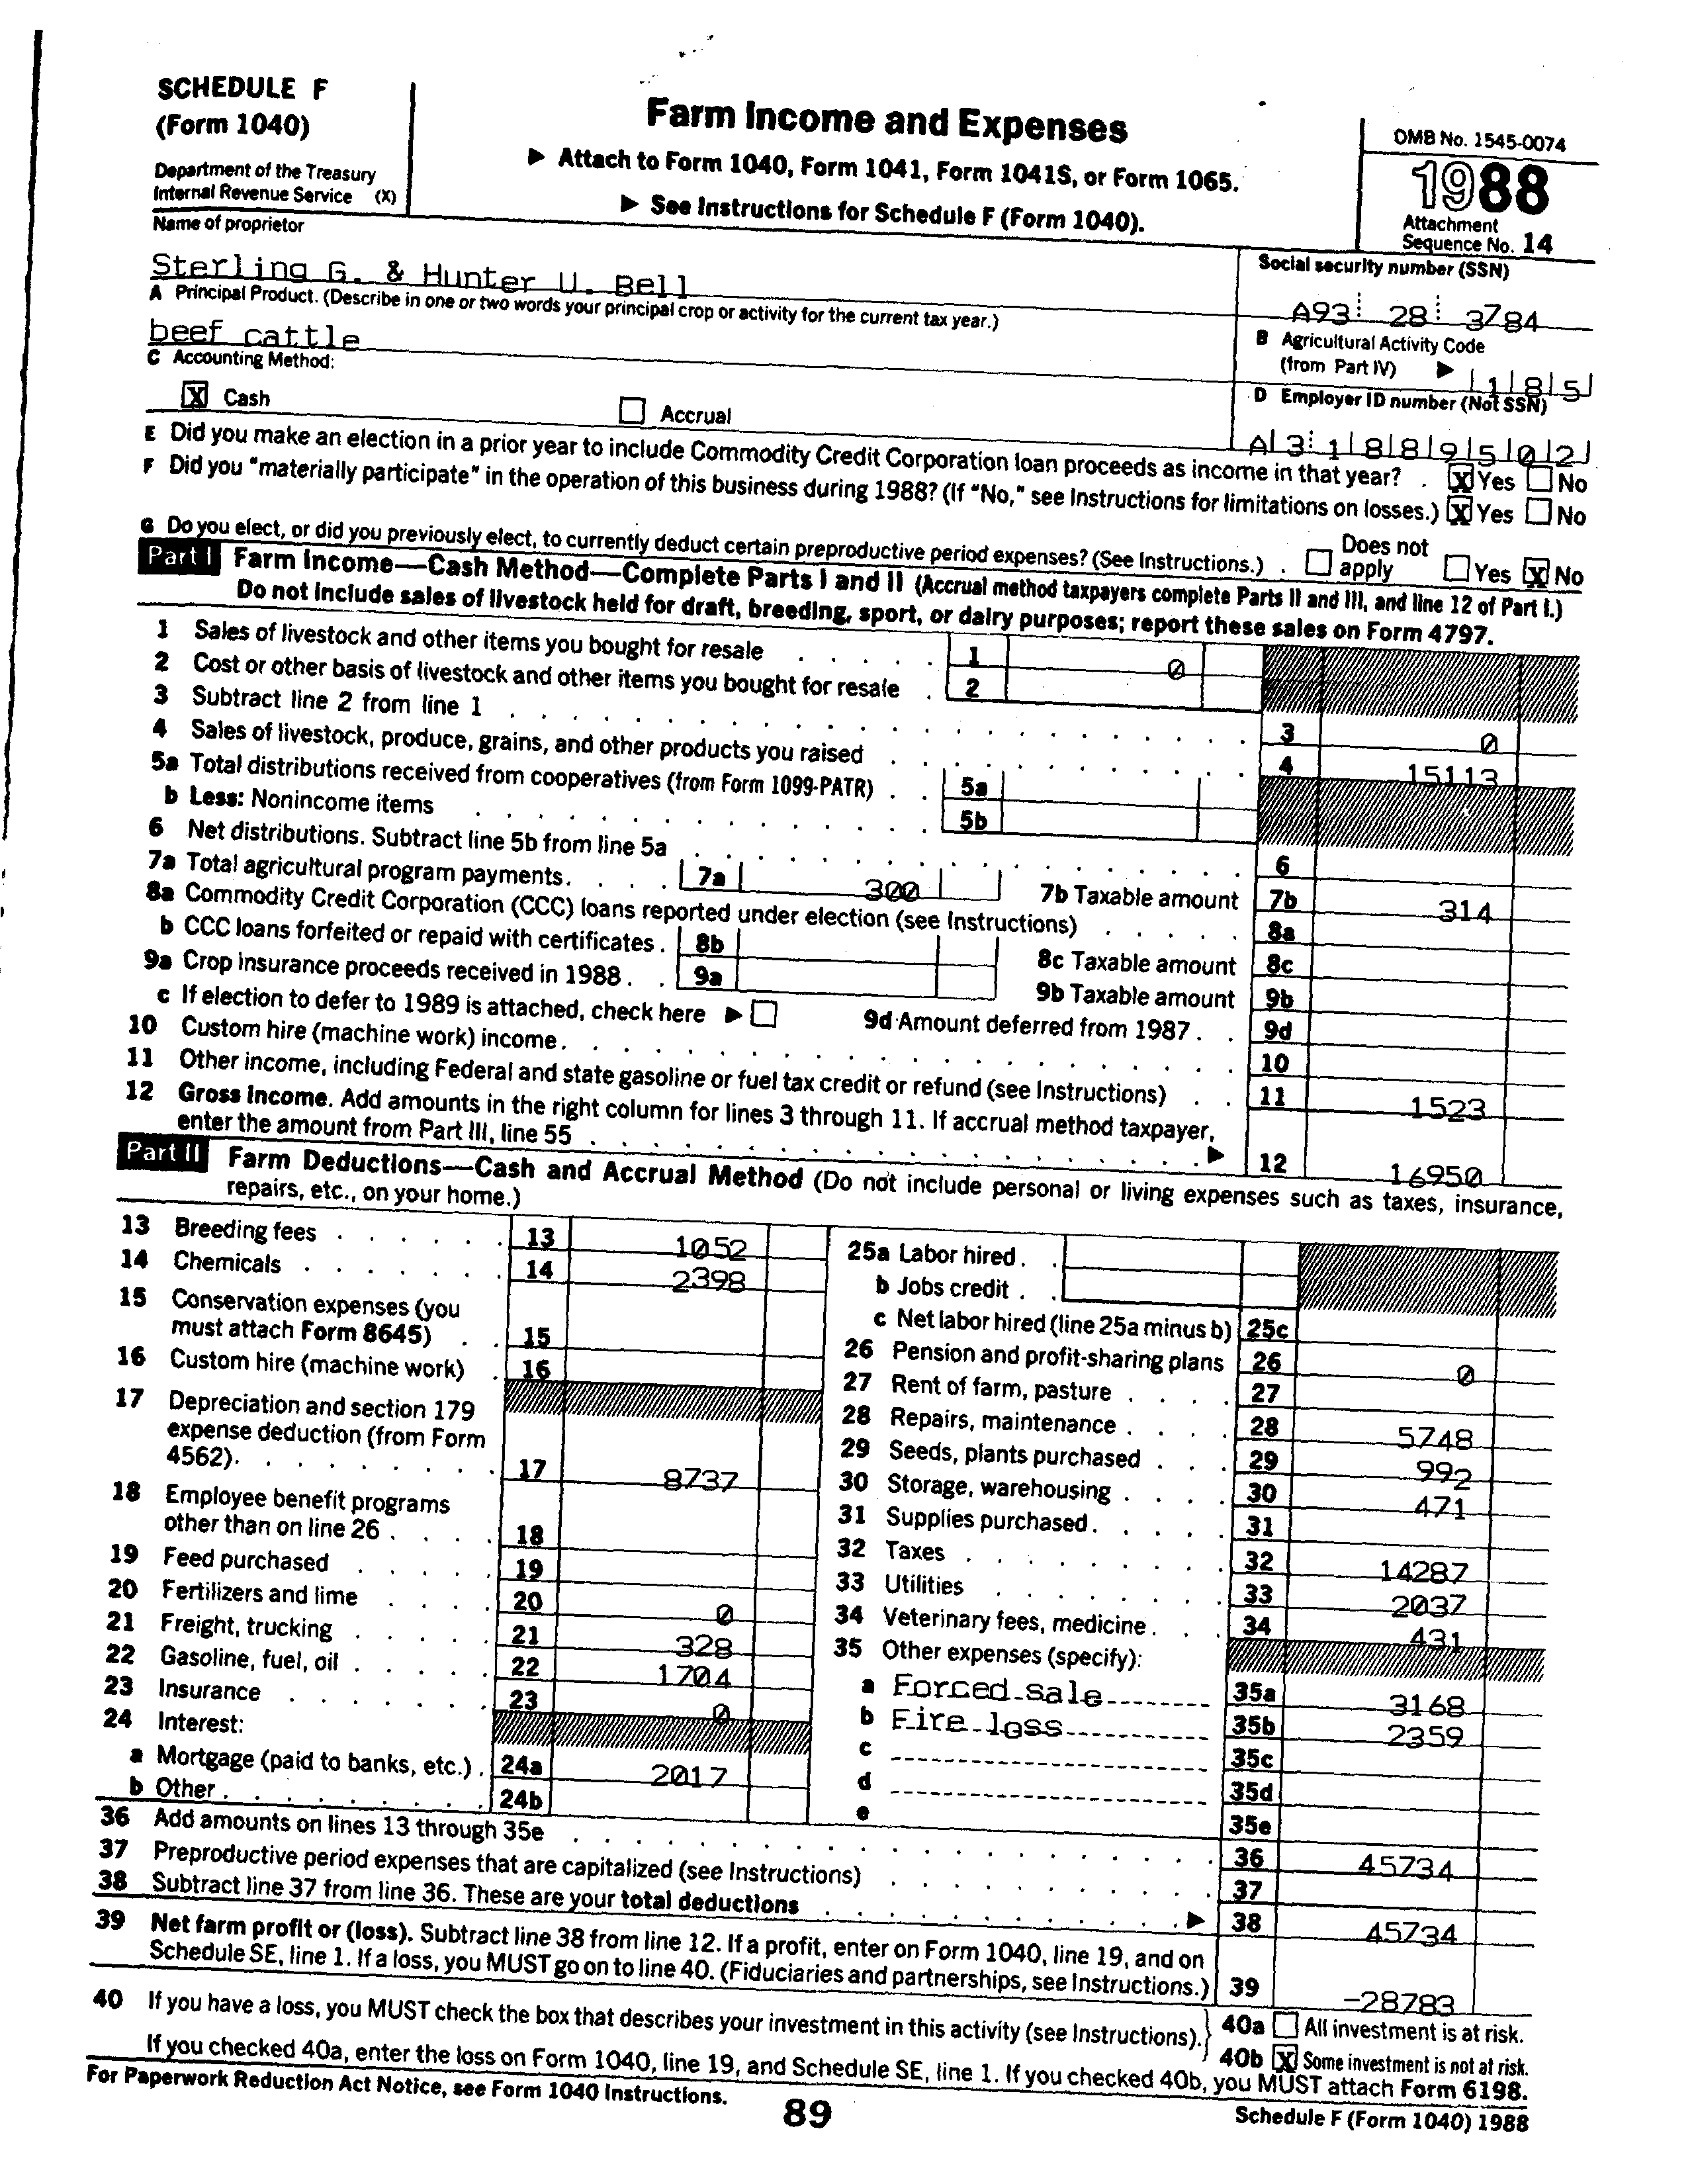 SCHEDULE F
(Form 1040)
Department of the Treasury
Internal Revenue Service (X)
Farm Income and Expenses
▶ Attach to Form 1040, Form 1041, Form 1041S, or Form 1065.
▶ See Instructions for Schedule F (Form 1040).
OMB No. 1545-0074
1988
Attachment
Sequence No. 14
Name of proprietor
Sterling G. & Hunter U. Bell
Social security number (SSN)
A93 28 3784
A Principal Product. (Describe in one or two words your principal crop or activity for the current tax year.)
beef cattle
B Agricultural Activity Code
(from Part IV) ▶ 1 8 5
C Accounting Method:
X Cash
Accrual
D Employer ID number (Not SSN)
A 3 1 8 8 9 5 0 2
E Did you make an election in a prior year to include Commodity Credit Corporation loan proceeds as income in that year? . X Yes No
F Did you "materially participate" in the operation of this business during 1988? (If "No," see Instructions for limitations on losses.) X Yes No
G Do you elect, or did you previously elect, to currently deduct certain preproductive period expenses? (See Instructions.) . Does not apply Yes X No
Part I Farm Income—Cash Method—Complete Parts I and II (Accrual method taxpayers complete Parts II and III, and line 12 of Part I.)
Do not include sales of livestock held for draft, breeding, sport, or dairy purposes; report these sales on Form 4797.
1 Sales of livestock and other items you bought for resale 1 0
2 Cost or other basis of livestock and other items you bought for resale 2
3 Subtract line 2 from line 1 3 0
4 Sales of livestock, produce, grains, and other products you raised 4 15113
5a Total distributions received from cooperatives (from Form 1099-PATR) 5a
b Less: Nonincome items 5b
6 Net distributions. Subtract line 5b from line 5a 6
7a Total agricultural program payments. 7a 300 7b Taxable amount 7b 314
8a Commodity Credit Corporation (CCC) loans reported under election (see Instructions) 8a
b CCC loans forfeited or repaid with certificates . 8b 8c Taxable amount 8c
9a Crop insurance proceeds received in 1988 . 9a 9b Taxable amount 9b
c If election to defer to 1989 is attached, check here ▶ 9d Amount deferred from 1987 . 9d
10 Custom hire (machine work) income. 10
11 Other income, including Federal and state gasoline or fuel tax credit or refund (see Instructions) 11 1523
12 Gross income. Add amounts in the right column for lines 3 through 11. If accrual method taxpayer,
enter the amount from Part III, line 55 ▶ 12 16950
Part II Farm Deductions—Cash and Accrual Method (Do not include personal or living expenses such as taxes, insurance,
repairs, etc., on your home.)
13 Breeding fees 13 1052
14 Chemicals 14 2398
15 Conservation expenses (you
must attach Form 8645) 15
16 Custom hire (machine work) 16
17 Depreciation and section 179
expense deduction (from Form
4562). 17 8737
18 Employee benefit programs
other than on line 26 18
19 Feed purchased 19
20 Fertilizers and lime 20 0
21 Freight, trucking 21 328
22 Gasoline, fuel, oil 22 1704
23 Insurance 23 0
24 Interest:
a Mortgage (paid to banks, etc.) . 24a 2017
b Other 24b
25a Labor hired
b Jobs credit
c Net labor hired (line 25a minus b) 25c
26 Pension and profit-sharing plans 26 0
27 Rent of farm, pasture 27
28 Repairs, maintenance 28 5748
29 Seeds, plants purchased 29 992
30 Storage, warehousing 30 471
31 Supplies purchased 31
32 Taxes 32 14287
33 Utilities 33 2037
34 Veterinary fees, medicine 34 431
35 Other expenses (specify):
a Forced sale 35a 3168
b Fire loss 35b 2359
c 35c
d 35d
e 35e
36 Add amounts on lines 13 through 35e 36 45734
37 Preproductive period expenses that are capitalized (see Instructions) 37
38 Subtract line 37 from line 36. These are your total deductions ▶ 38 45734
39 Net farm profit or (loss). Subtract line 38 from line 12. If a profit, enter on Form 1040, line 19, and on
Schedule SE, line 1. If a loss, you MUST go on to line 40. (Fiduciaries and partnerships, see Instructions.) 39 -28783
40 If you have a loss, you MUST check the box that describes your investment in this activity (see Instructions). 40a All investment is at risk.
40b X Some investment is not at risk.
If you checked 40a, enter the loss on Form 1040, line 19, and Schedule SE, line 1. If you checked 40b, you MUST attach Form 6198.
For Paperwork Reduction Act Notice, see Form 1040 Instructions.
89
Schedule F (Form 1040) 1988